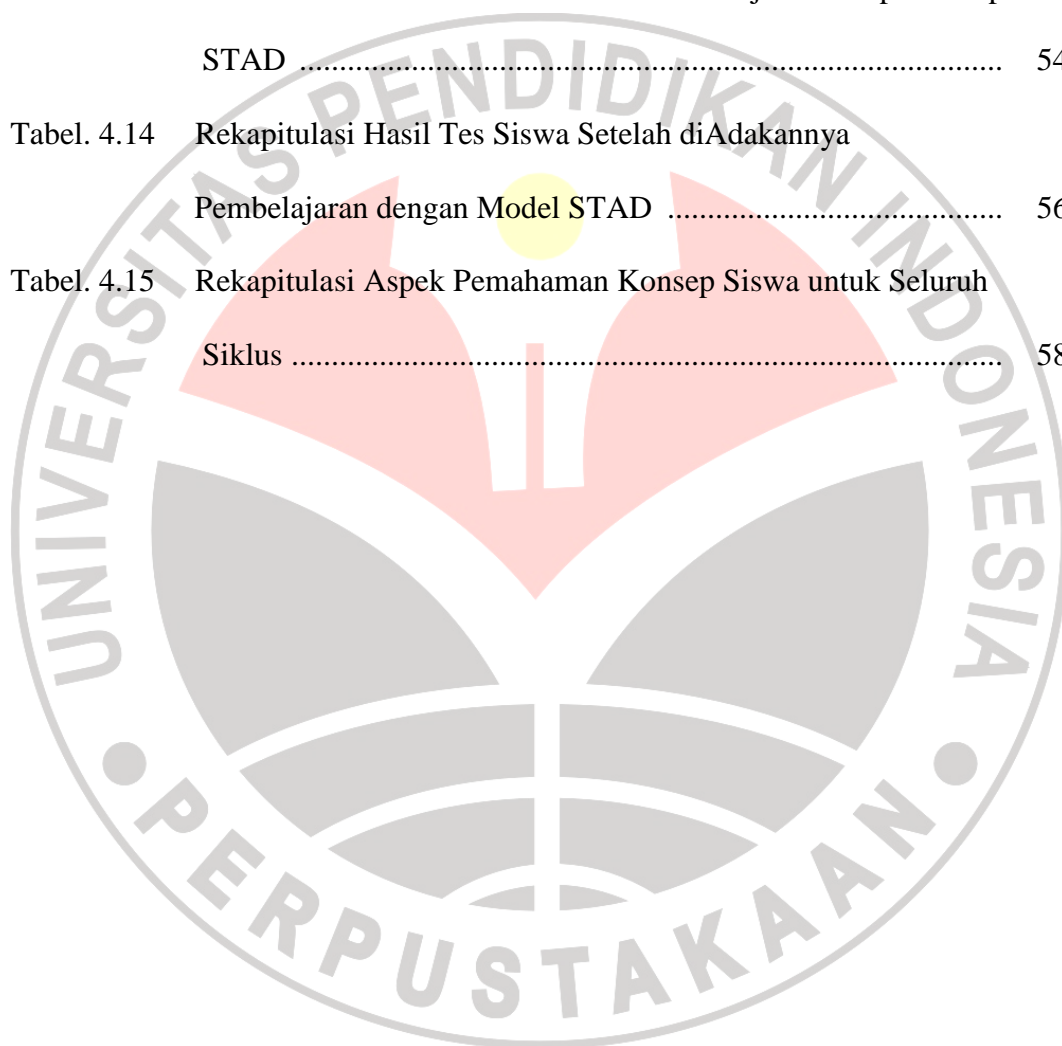 STAD ........................................................................................ 54
Tabel. 4.14 Rekapitulasi Hasil Tes Siswa Setelah diAdakannya
Pembelajaran dengan Model STAD .......................................... 56
Tabel. 4.15 Rekapitulasi Aspek Pemahaman Konsep Siswa untuk Seluruh
Siklus ......................................................................................... 58
UNIVERSITAS PENDIDIKAN INDONESIA
PERPUSTAKAAN